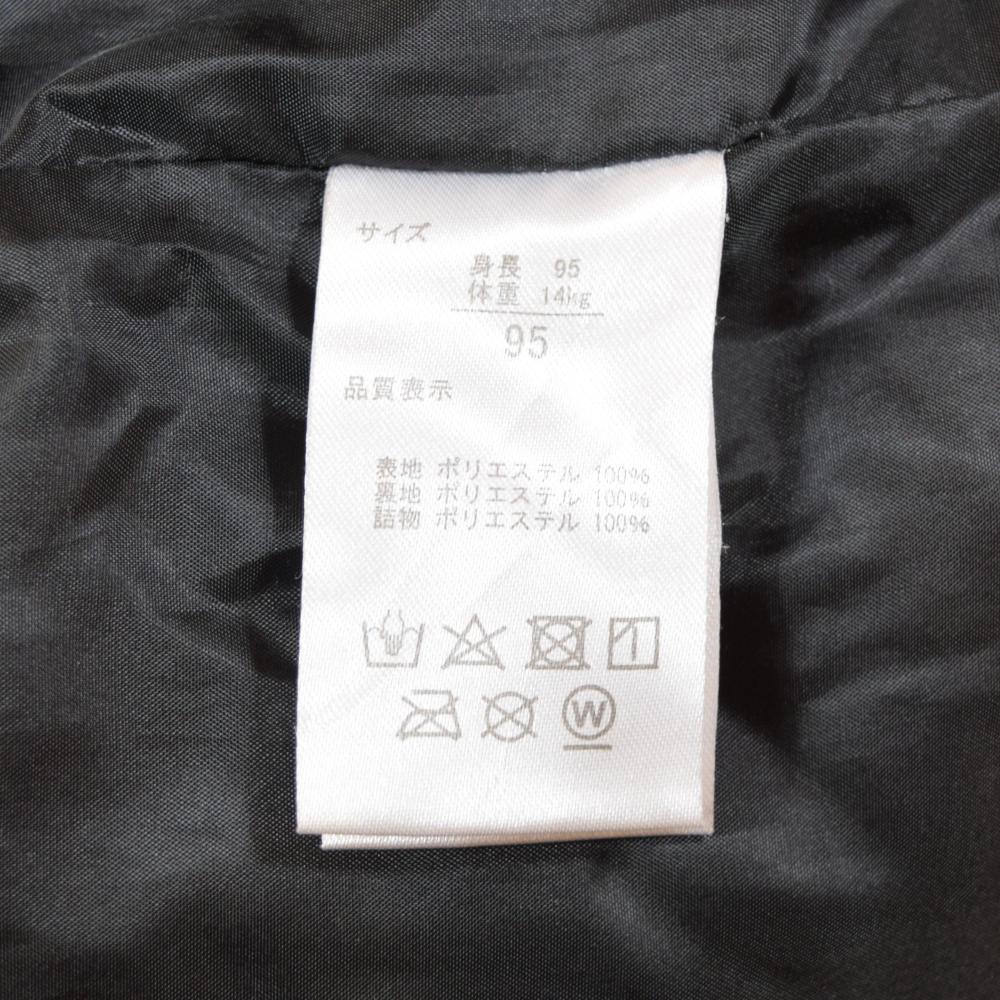 サイズ
身長 95
体重 14kg
95
品質表示
表地 ポリエステル 100%
裏地 ポリエステル 100%
詰物 ポリエステル 100%
W